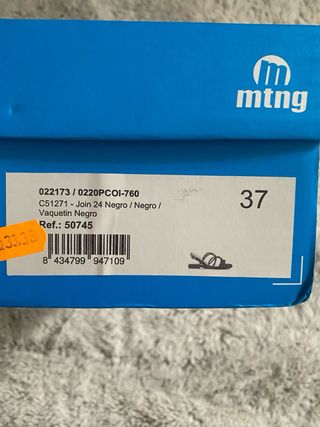 m
mtng
022173 / 0220PCOI-760
C51271 - Join 24 Negro / Negro /
Vaquetin Negro
Ref.: 50745
37
8 434799 947109